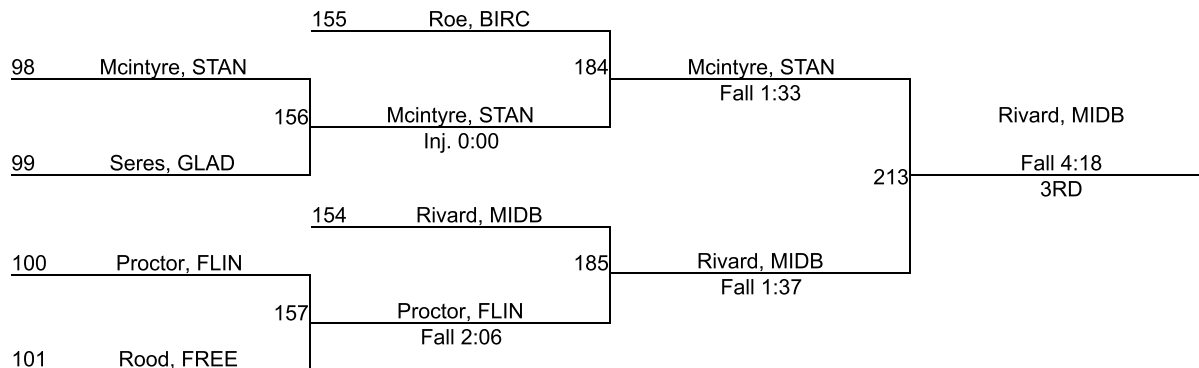 155 Roe, BIRC
98 Mcintyre, STAN
184 Mcintyre, STAN
Fall 1:33
156 Mcintyre, STAN
Inj. 0:00
Rivard, MIDB
99 Seres, GLAD
Fall 4:18
213
3RD
154 Rivard, MIDB
100 Proctor, FLIN
185 Rivard, MIDB
Fall 1:37
157 Proctor, FLIN
Fall 2:06
101 Rood, FREE